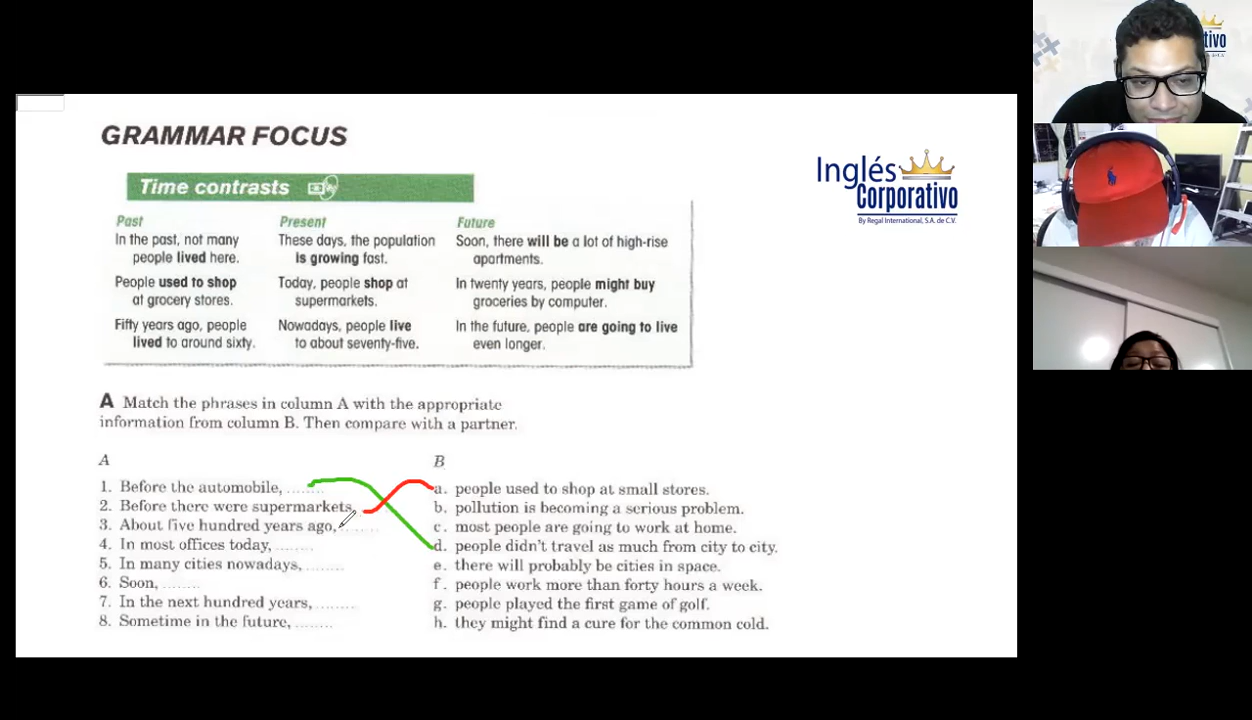 GRAMMAR FOCUS
Time contrasts
Past
In the past, not many
people lived here.
People used to shop
at grocery stores.
Fifty years ago, people
lived to around sixty.
Present
These days, the population
is growing fast.
Today, people shop at
supermarkets.
Nowadays, people live
to about seventy-five.
Future
Soon, there will be a lot of high-rise
apartments.
In twenty years, people might buy
groceries by computer.
In the future, people are going to live
even longer.
Inglés
Corporativo
By Regal International, S.A. de C.V.
A Match the phrases in column A with the appropriate
information from column B. Then compare with a partner.
A
1. Before the automobile, ........
2. Before there were supermarkets,
3. About five hundred years ago, ........
4. In most offices today, ........
5. In many cities nowadays, ........
6. Soon, ........
7. In the next hundred years, ........
8. Sometime in the future, ........
B
a. people used to shop at small stores.
b. pollution is becoming a serious problem.
c. most people are going to work at home.
d. people didn't travel as much from city to city.
e. there will probably be cities in space.
f. people work more than forty hours a week.
g. people played the first game of golf.
h. they might find a cure for the common cold.
tivo